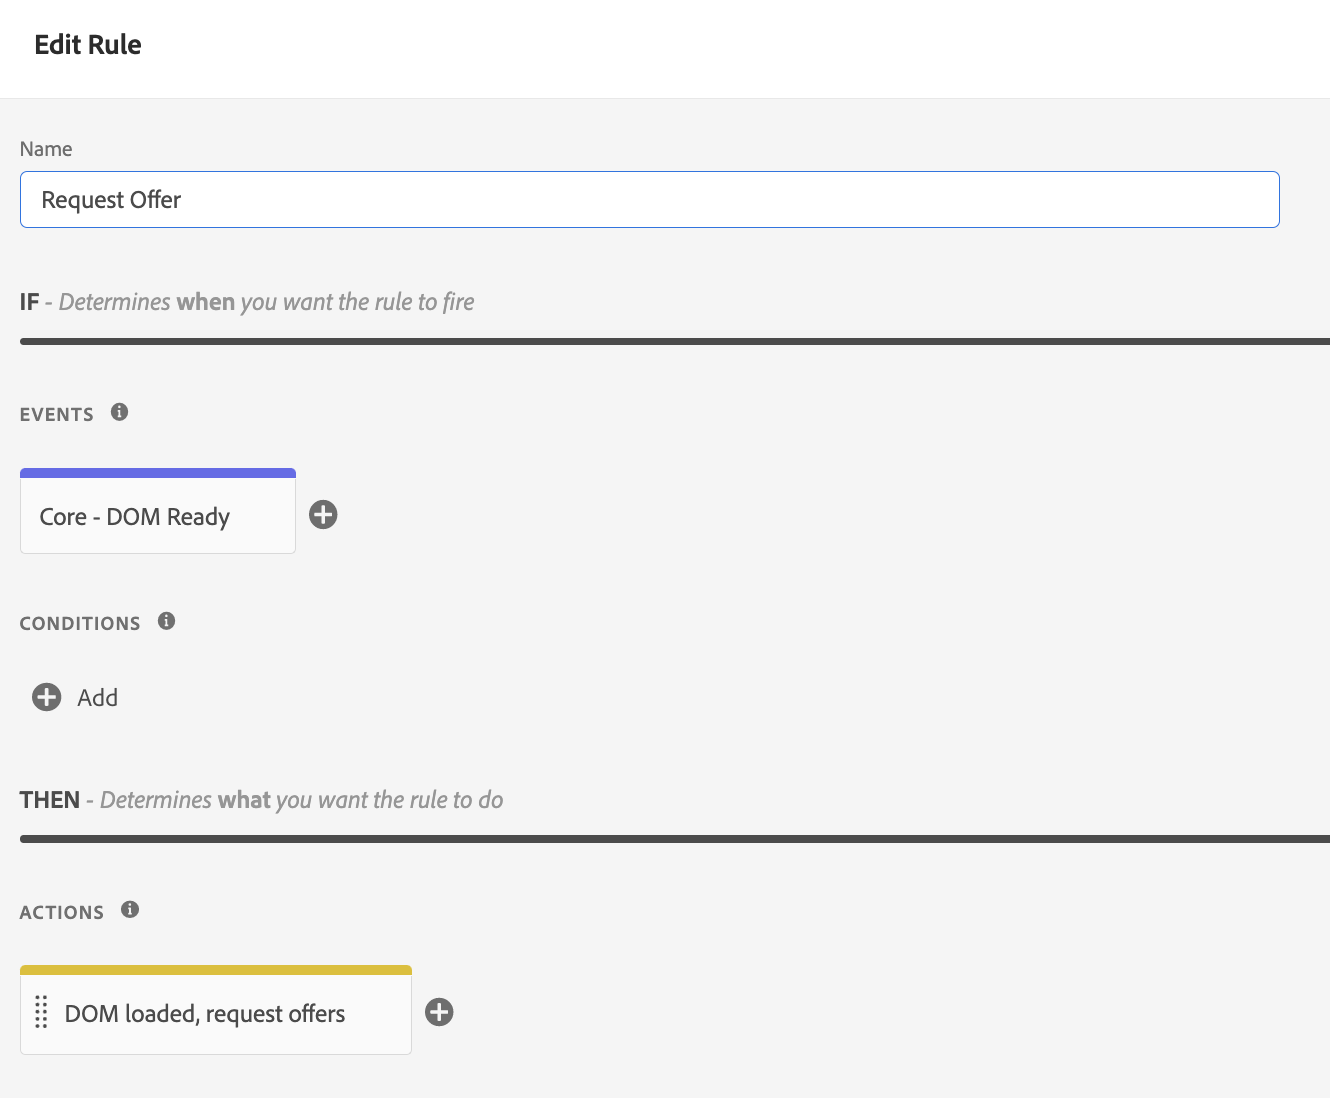 Edit Rule
Name
Request Offer
IF - Determines when you want the rule to fire
EVENTS
Core - DOM Ready
CONDITIONS
Add
THEN - Determines what you want the rule to do
ACTIONS
DOM loaded, request offers